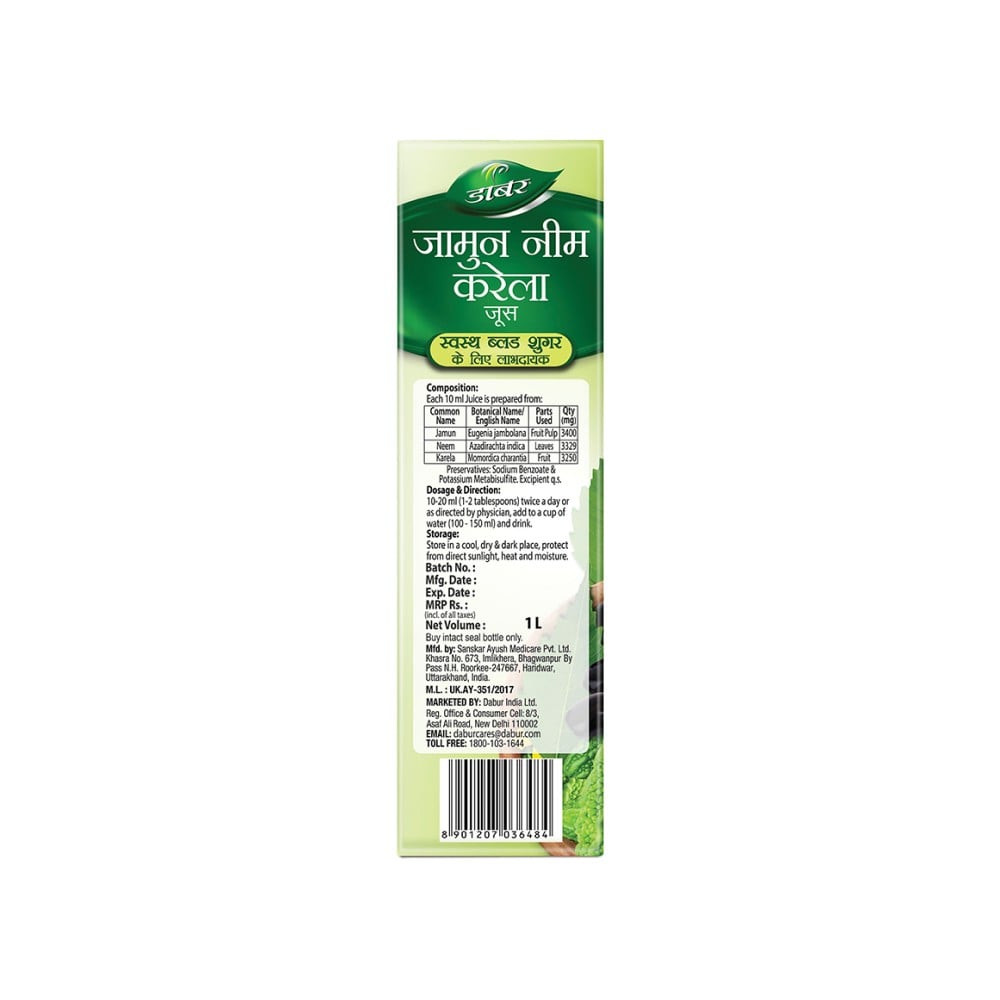 डाबर
जामुन नीम
करेला
जूस
स्वस्थ ब्लड शुगर
के लिए लाभदायक
Composition:
Each 10 ml Juice is prepared from:
Common Name Botanical Name/ English Name Parts Used Qty (mg)
Jamun Eugenia jambolana Fruit Pulp 3400
Neem Azadirachta indica Leaves 3329
Karela Momordica charantia Fruit 3250
Preservatives: Sodium Benzoate &
Potassium Metabisulfite. Excipient q.s.
Dosage & Direction:
10-20 ml (1-2 tablespoons) twice a day or
as directed by physician, add to a cup of
water (100 - 150 ml) and drink.
Storage:
Store in a cool, dry & dark place, protect
from direct sunlight, heat and moisture.
Batch No. :
Mfg. Date :
Exp. Date :
MRP Rs. :
(incl. of all taxes)
Net Volume : 1 L
Buy intact seal bottle only.
Mfd. by: Sanskar Ayush Medicare Pvt. Ltd.
Khasra No. 673, Imlikhera, Bhagwanpur By
Pass N.H. Roorkee-247667, Haridwar,
Uttarakhand, India.
M.L. : UK.AY-351/2017
MARKETED BY: Dabur India Ltd.
Reg. Office & Consumer Cell: 8/3,
Asaf Ali Road, New Delhi 110002
EMAIL: daburcares@dabur.com
TOLL FREE: 1800-103-1644
8 901207 036484